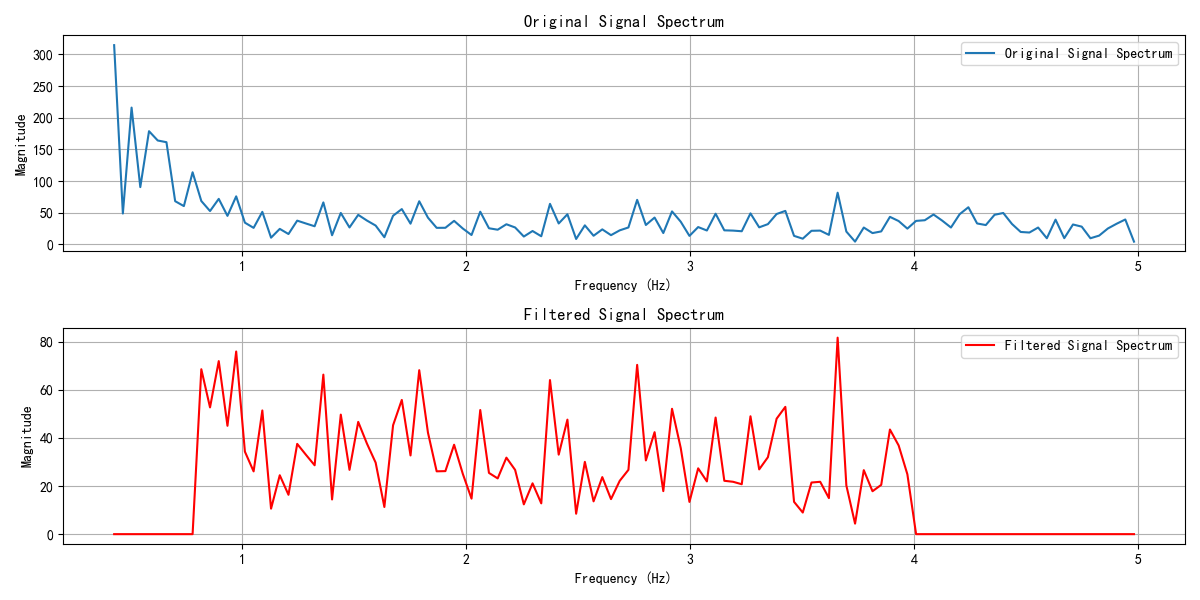 Original Signal Spectrum
Original Signal Spectrum
300
250
200
150
100
50
0
Magnitude
1 2 3 4 5
Frequency (Hz)
Filtered Signal Spectrum
Filtered Signal Spectrum
80
60
40
20
0
Magnitude
1 2 3 4 5
Frequency (Hz)